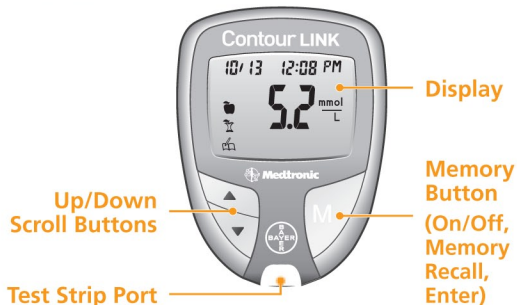 Contour LINK
10/13 12:08 PM
5.2 mmol/L
Medtronic
M
BAYER
BAYER
Display
Memory
Button
(On/Off,
Memory
Recall,
Enter)
Up/Down
Scroll Buttons
Test Strip Port